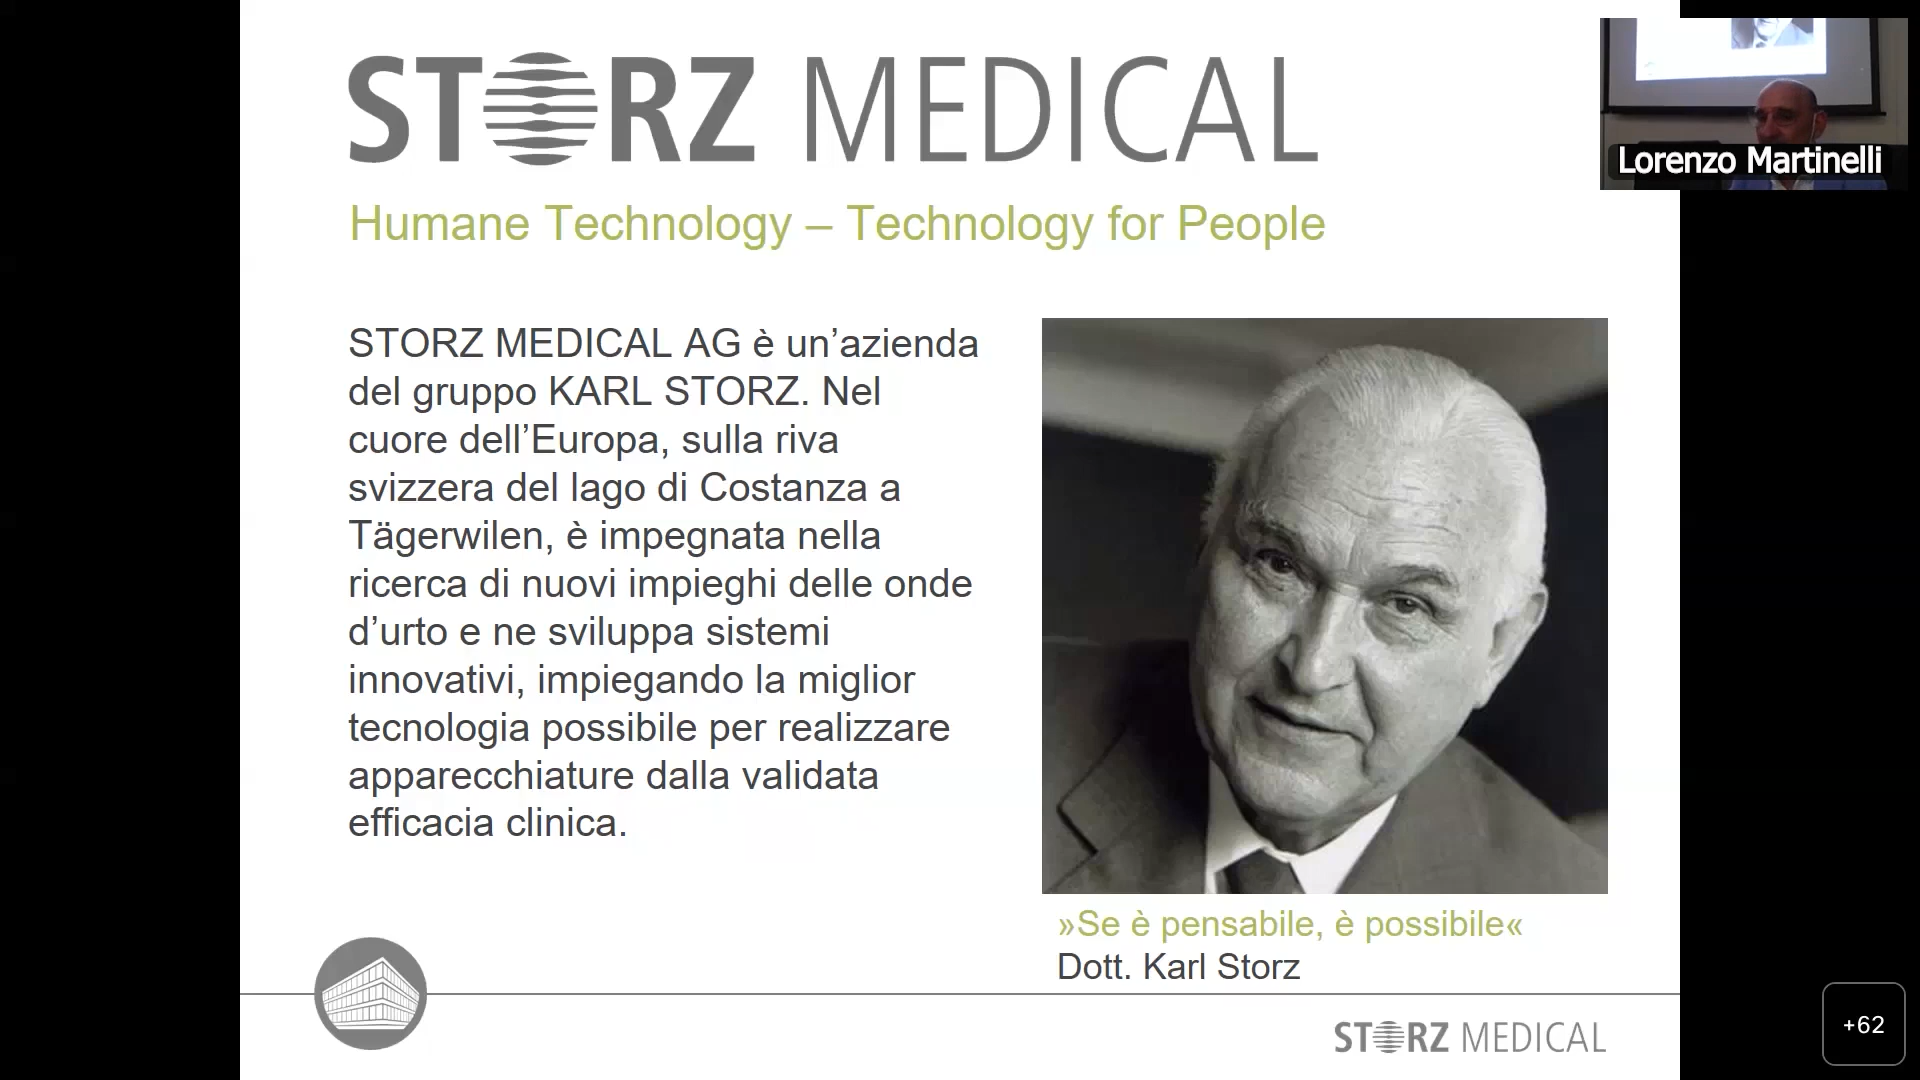 STORZ MEDICAL
Humane Technology – Technology for People
STORZ MEDICAL AG è un’azienda
del gruppo KARL STORZ. Nel
cuore dell’Europa, sulla riva
svizzera del lago di Costanza a
Tägerwilen, è impegnata nella
ricerca di nuovi impieghi delle onde
d’urto e ne sviluppa sistemi
innovativi, impiegando la miglior
tecnologia possibile per realizzare
apparecchiature dalla validata
efficacia clinica.
»Se è pensabile, è possibile«
Dott. Karl Storz
STORZ MEDICAL
Lorenzo Martinelli
+62